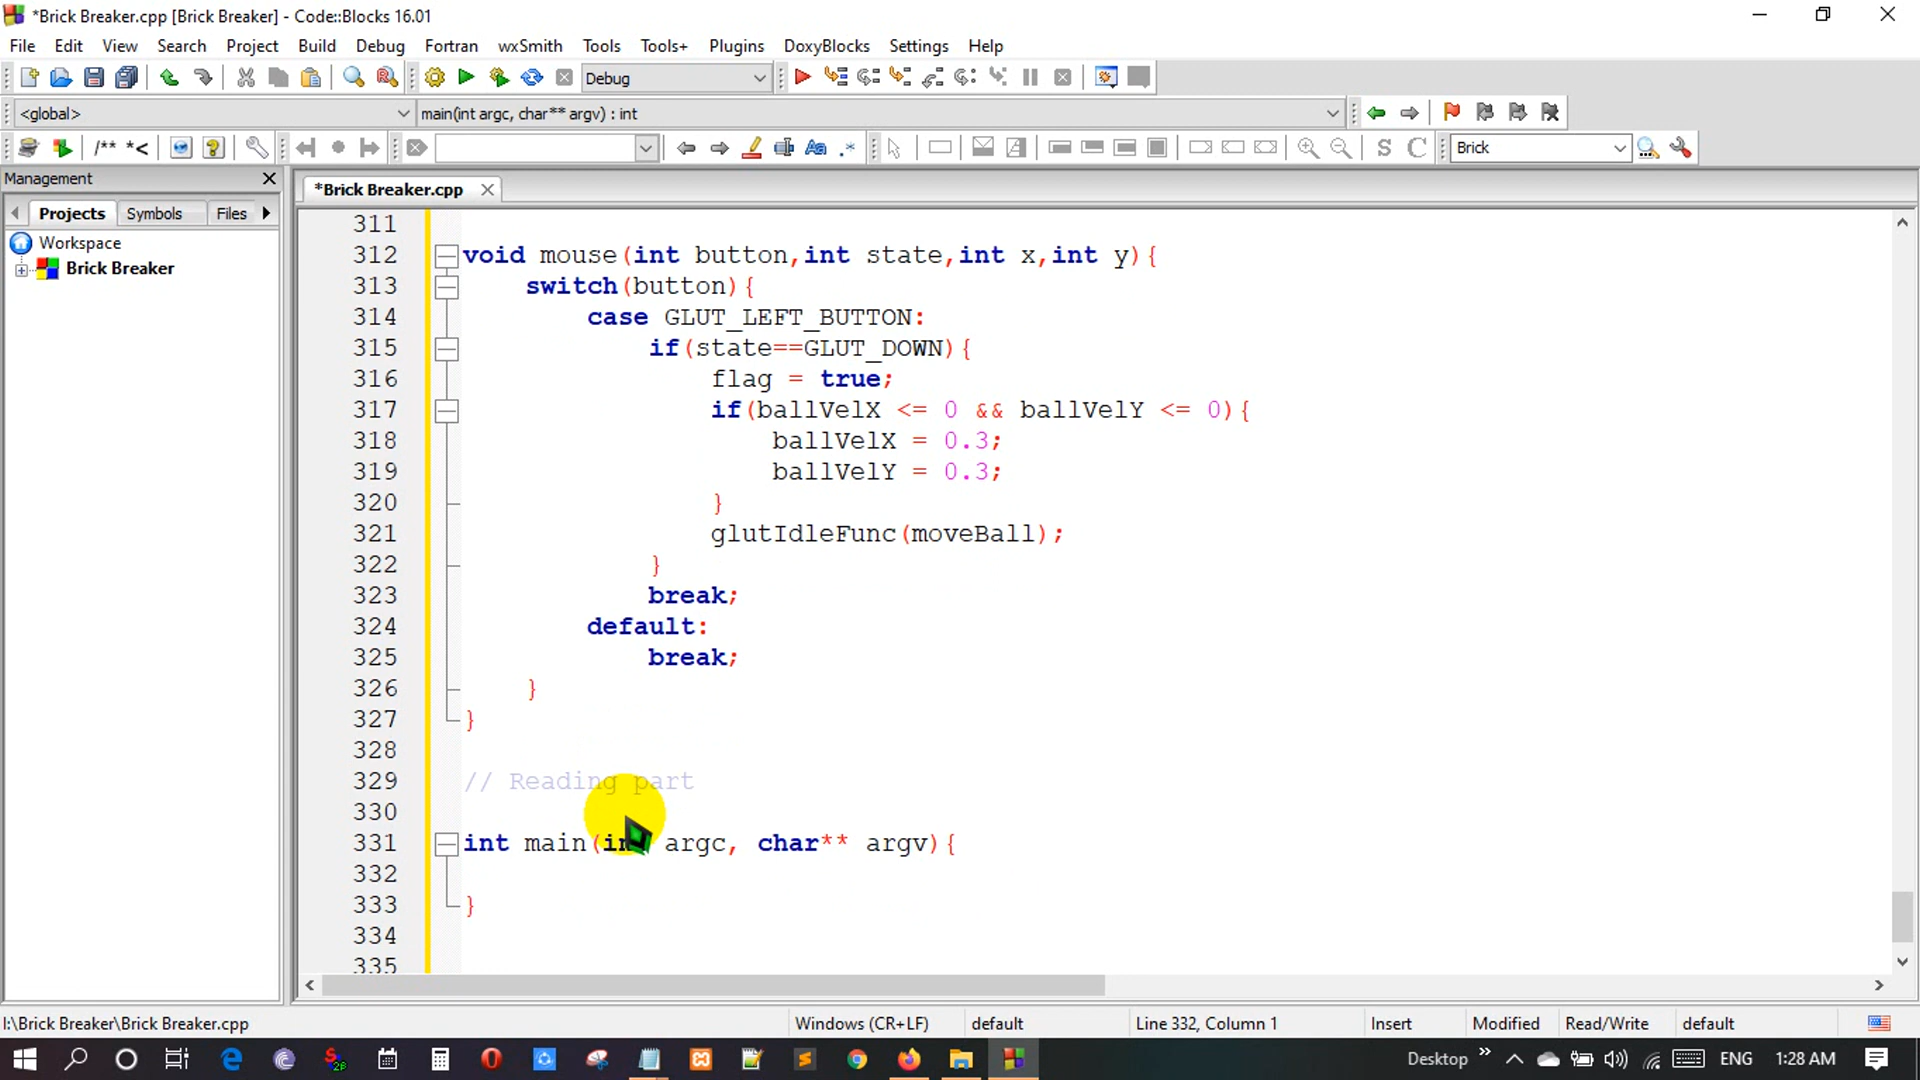 *Brick Breaker.cpp [Brick Breaker] - Code::Blocks 16.01
File Edit View Search Project Build Debug Fortran wxSmith Tools Tools+ Plugins DoxyBlocks Settings Help
Debug
<global> main(int argc, char** argv) : int
/** *< Aa .* S C Brick
Management
*Brick Breaker.cpp
Projects Symbols Files
Workspace
Brick Breaker
311
312 void mouse(int button,int state,int x,int y){
313 switch(button){
314 case GLUT_LEFT_BUTTON:
315 if(state==GLUT_DOWN){
316 flag = true;
317 if(ballVelX <= 0 && ballVelY <= 0){
318 ballVelX = 0.3;
319 ballVelY = 0.3;
320 }
321 glutIdleFunc(moveBall);
322 }
323 break;
324 default:
325 break;
326 }
327 }
328
329 // Reading part
330
331 int main(int argc, char** argv){
332
333 }
334
335
I:\Brick Breaker\Brick Breaker.cpp Windows (CR+LF) default Line 332, Column 1 Insert Modified Read/Write default
Desktop ENG 1:28 AM